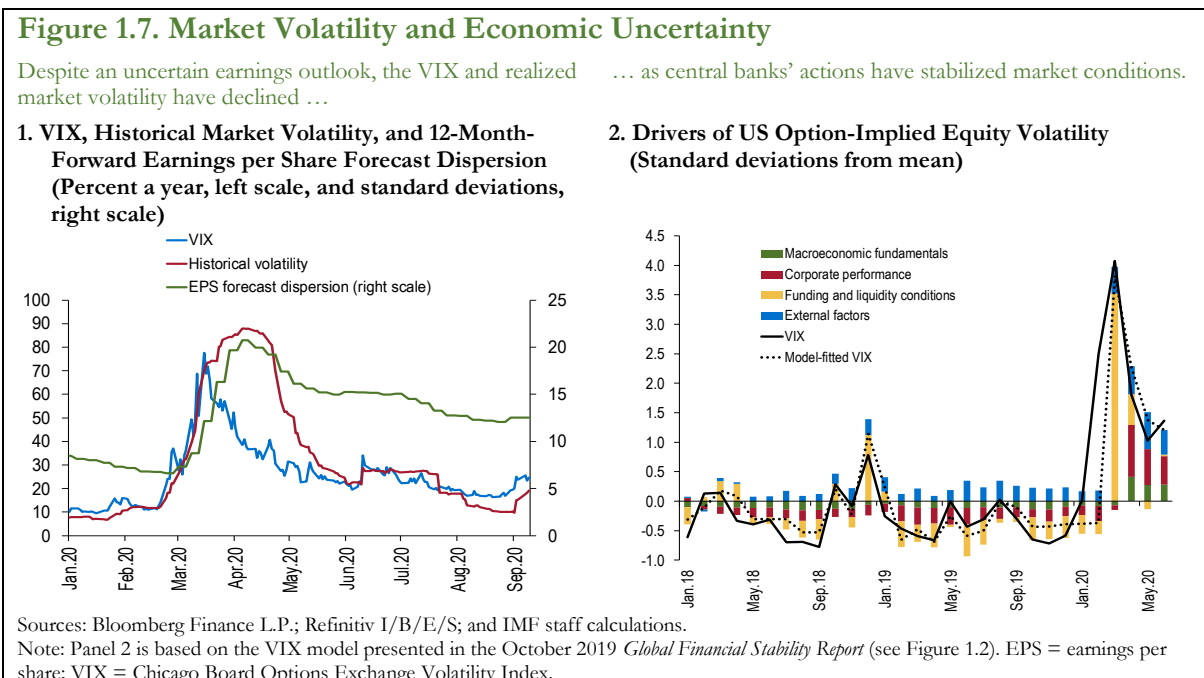 Figure 1.7. Market Volatility and Economic Uncertainty
Despite an uncertain earnings outlook, the VIX and realized
market volatility have declined …
… as central banks' actions have stabilized market conditions.
1. VIX, Historical Market Volatility, and 12-Month-
Forward Earnings per Share Forecast Dispersion
(Percent a year, left scale, and standard deviations,
right scale)
VIX
Historical volatility
EPS forecast dispersion (right scale)
100
90
80
70
60
50
40
30
20
10
0
25
20
15
10
5
0
Jan.20
Feb.20
Mar.20
Apr.20
May.20
Jun.20
Jul.20
Aug.20
Sep.20
2. Drivers of US Option-Implied Equity Volatility
(Standard deviations from mean)
Macroeconomic fundamentals
Corporate performance
Funding and liquidity conditions
External factors
VIX
Model-fitted VIX
4.5
4.0
3.5
3.0
2.5
2.0
1.5
1.0
0.5
0.0
-0.5
-1.0
Jan.18
May.18
Sep.18
Jan.19
May.19
Sep.19
Jan.20
May.20
Sources: Bloomberg Finance L.P.; Refinitiv I/B/E/S; and IMF staff calculations.
Note: Panel 2 is based on the VIX model presented in the October 2019 Global Financial Stability Report (see Figure 1.2). EPS = earnings per
share; VIX = Chicago Board Options Exchange Volatility Index.